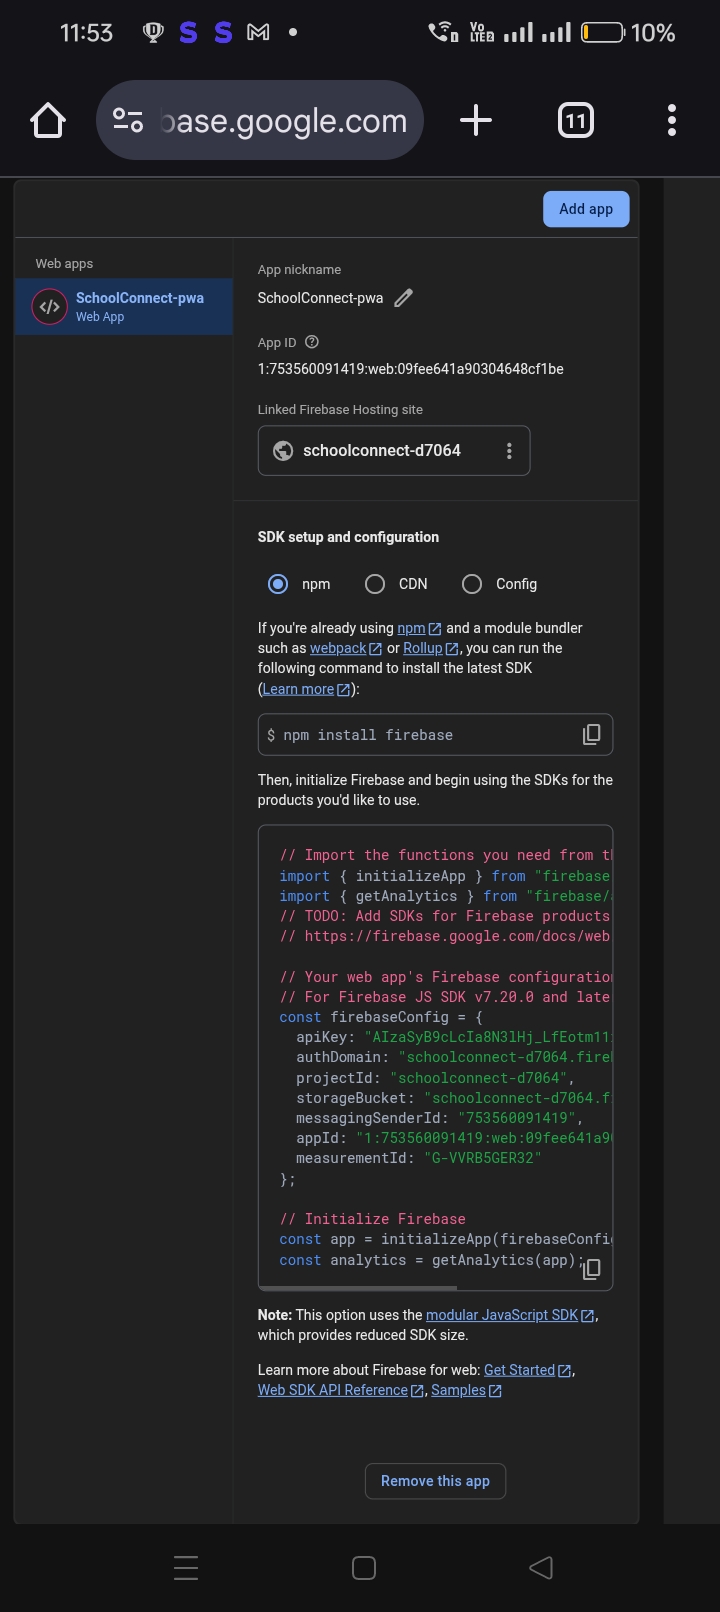 11:53
10%
base.google.com
11
Add app
Web apps
SchoolConnect-pwa
Web App
App nickname
SchoolConnect-pwa
App ID
1:753560091419:web:09fee641a90304648cf1be
Linked Firebase Hosting site
schoolconnect-d7064
SDK setup and configuration
npm CDN Config
If you're already using npm and a module bundler
such as webpack or Rollup, you can run the
following command to install the latest SDK
(Learn more):
$ npm install firebase
Then, initialize Firebase and begin using the SDKs for the
products you'd like to use.
// Import the functions you need from
import { initializeApp } from "firebase
import { getAnalytics } from "firebase/
// TODO: Add SDKs for Firebase products
// https://firebase.google.com/docs/web
// Your web app's Firebase configuration
// For Firebase JS SDK v7.20.0 and late
const firebaseConfig = {
apiKey: "AIzaSyB9cLcIa8N3lHj_LfEotm11
authDomain: "schoolconnect-d7064.fire
projectId: "schoolconnect-d7064",
storageBucket: "schoolconnect-d7064.f
messagingSenderId: "753560091419",
appId: "1:753560091419:web:09fee641a9
measurementId: "G-VVRB5GER32"
};
// Initialize Firebase
const app = initializeApp(firebaseConfig
const analytics = getAnalytics(app);
Note: This option uses the modular JavaScript SDK,
which provides reduced SDK size.
Learn more about Firebase for web: Get Started,
Web SDK API Reference, Samples
Remove this app